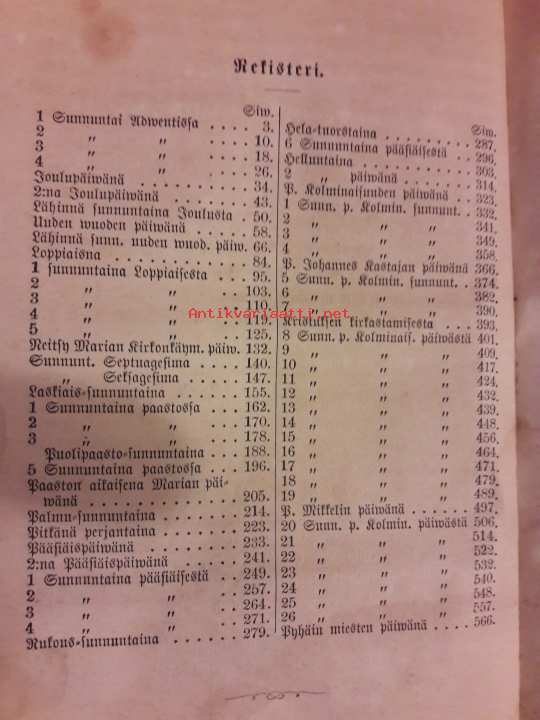 Rekisteri.
Siw.
1 Sunnuntai Adwentissa .... 3.
2 " " .... 10.
3 " " .... 18.
4 " " .... 26.
Joulupäiwänä ....... 34.
2:na Joulupäiwänä ..... 43.
Lähinnä sunnuntaina Joulusta . 50.
Uuden wuoden päiwänä .... 58.
Lähinnä sunn. uuden wuod. päiw. 66.
Loppiaisna ........ 84.
1 sunnuntaina Loppiaisesta ... 95.
2 " " ... 103.
3 " " ... 110.
4 " " ... 119.
5 " " ... 125.
Neitsy Marian Kirkonkäym. päiw. 132.
Sunnunt. Septuagesima .... 140.
" Seksagesima .... 147.
Laskiais-sunnuntaina ..... 155.
1 Sunnuntaina paastossa ... 162.
2 " " ... 170.
3 " " ... 178.
Puolipaasto-sunnuntaina ... 188.
5 Sunnuntaina paastossa ... 196.
Paaston aikaisena Marian päi-
wänä ........ 205.
Palmu-sunnuntaina ...... 214.
Pitkänä perjantaina ..... 223.
Pääsiäispäiwänä ...... 233.
2:na Pääsiäispäiwänä ..... 241.
1 Sunnuntaina pääsiäisestä .. 249.
2 " " ... 257.
3 " " ... 264.
4 " " ... 271.
Rukous-sunnuntaina ..... 279.
Siw.
Hela-tuorstaina ........ 287.
6 Sunnuntaina pääsiäisestä .. 296.
Helluntaina ........ 303.
2 " päiwänä ..... 314.
P. Kolminaisuuden päiwänä .. 323.
1 Sunn. p. Kolmin. sunnunt. .. 332.
2 " " " 341.
3 " " " 349.
4 " " " 358.
P. Johannes Kastajan päiwänä 366.
5 Sunn. p. Kolmin. sunnunt. . 374.
6 " " " 382.
7 " " " 390.
Kristuksen kirkastamisesta ... 393.
8 Sunn. p. Kolminais. päiwästä 401.
9 " " " 409.
10 " " " 417.
11 " " " 424.
12 " " " 432.
13 " " " 439.
14 " " " 448.
15 " " " 456.
16 " " " 464.
17 " " " 471.
18 " " " 479.
19 " " " 489.
P. Mikkelin päiwänä ..... 497.
20 Sunn. p. Kolmin. päiwästä 506.
21 " " " 514.
22 " " " 522.
23 " " " 532.
24 " " " 540.
25 " " " 548.
26 " " " 557.
Pyhäin miesten päiwänä .... 566.
Antikvariaatti.net